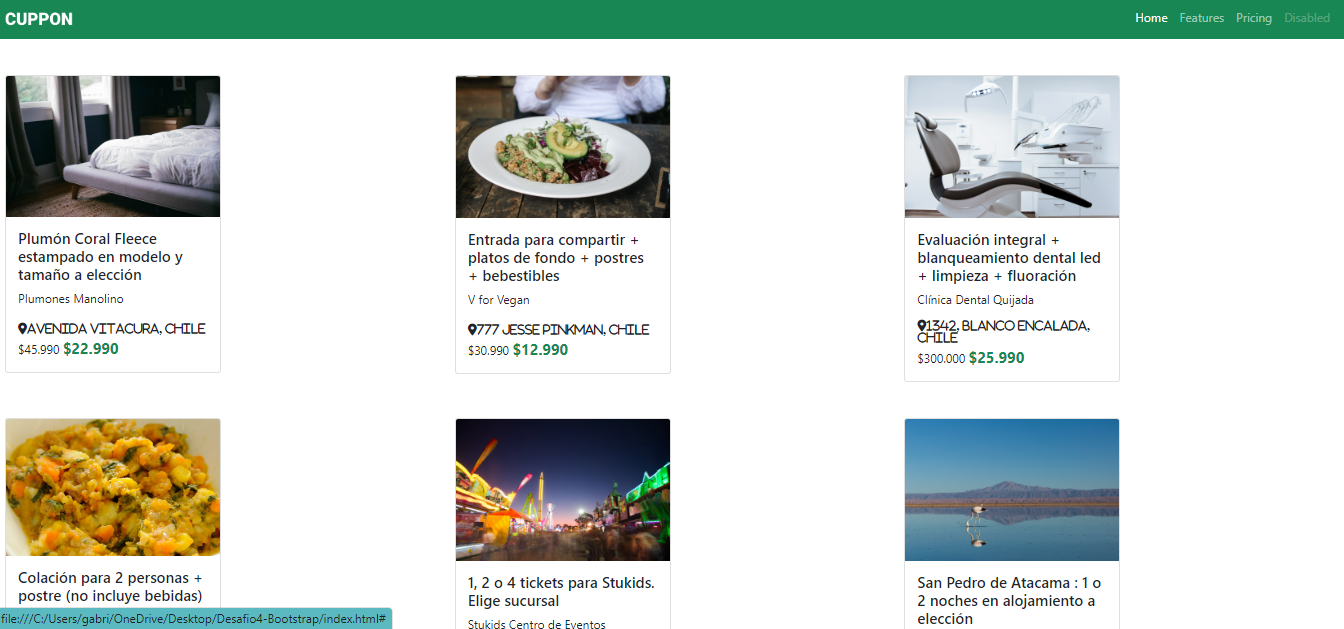 CUPPON
Home Features Pricing Disabled
Plumón Coral Fleece
estampado en modelo y
tamaño a elección
Plumones Manolino
AVENIDA VITACURA, CHILE
$45.990 $22.990
Entrada para compartir +
platos de fondo + postres
+ bebestibles
V for Vegan
777 JESSE PINKMAN, CHILE
$30.990 $12.990
Evaluación integral +
blanqueamiento dental led
+ limpieza + fluoración
Clínica Dental Quijada
1342, BLANCO ENCALADA,
CHILE
$300.000 $25.990
Colación para 2 personas +
postre (no incluye bebidas)
1, 2 o 4 tickets para Stukids.
Elige sucursal
Stukids Centro de Eventos
San Pedro de Atacama : 1 o
2 noches en alojamiento a
elección
file:///C:/Users/gabri/OneDrive/Desktop/Desafio4-Bootstrap/index.html#